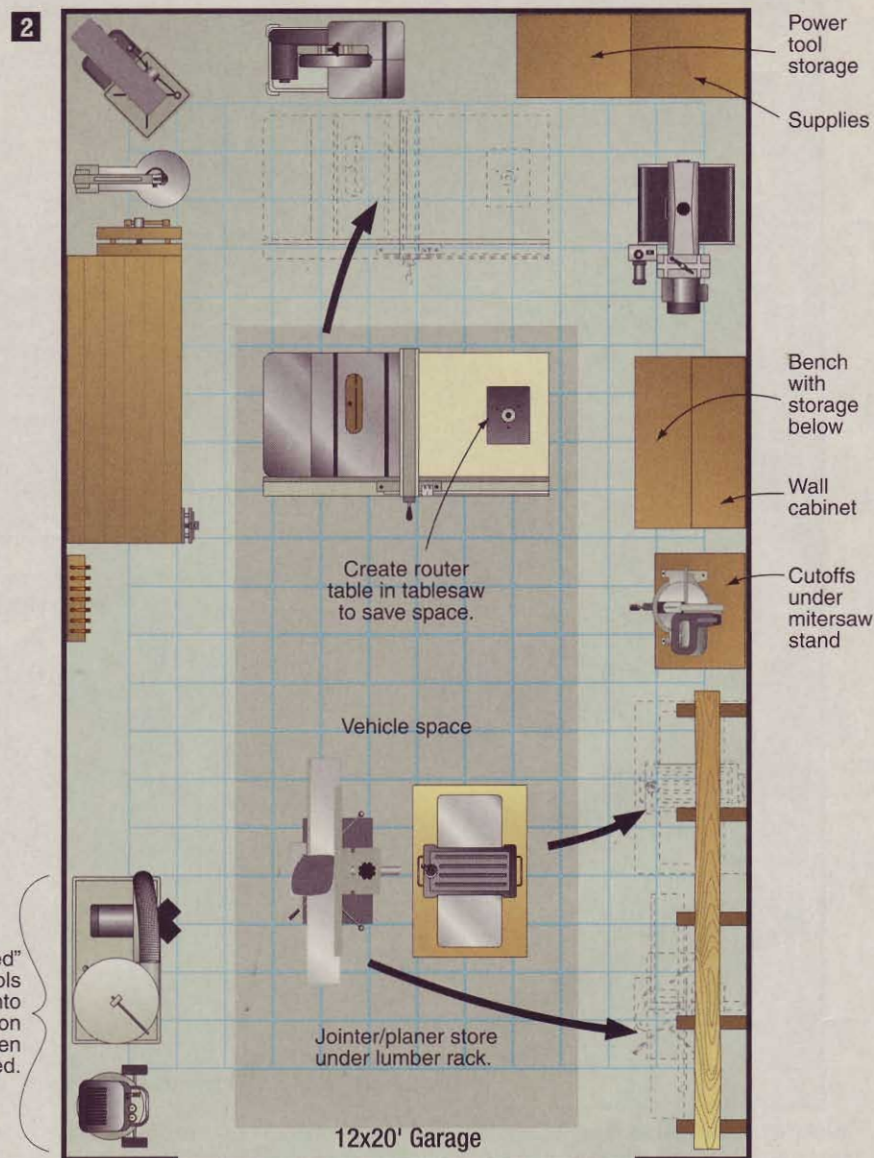 2
Power
tool
storage
Supplies
Bench
with
storage
below
Wall
cabinet
Create router
table in tablesaw
to save space.
Cutoffs
under
mitersaw
stand
Vehicle space
ed”
ols
nto
on
en
ed.
Jointer/planer store
under lumber rack.
12x20' Garage